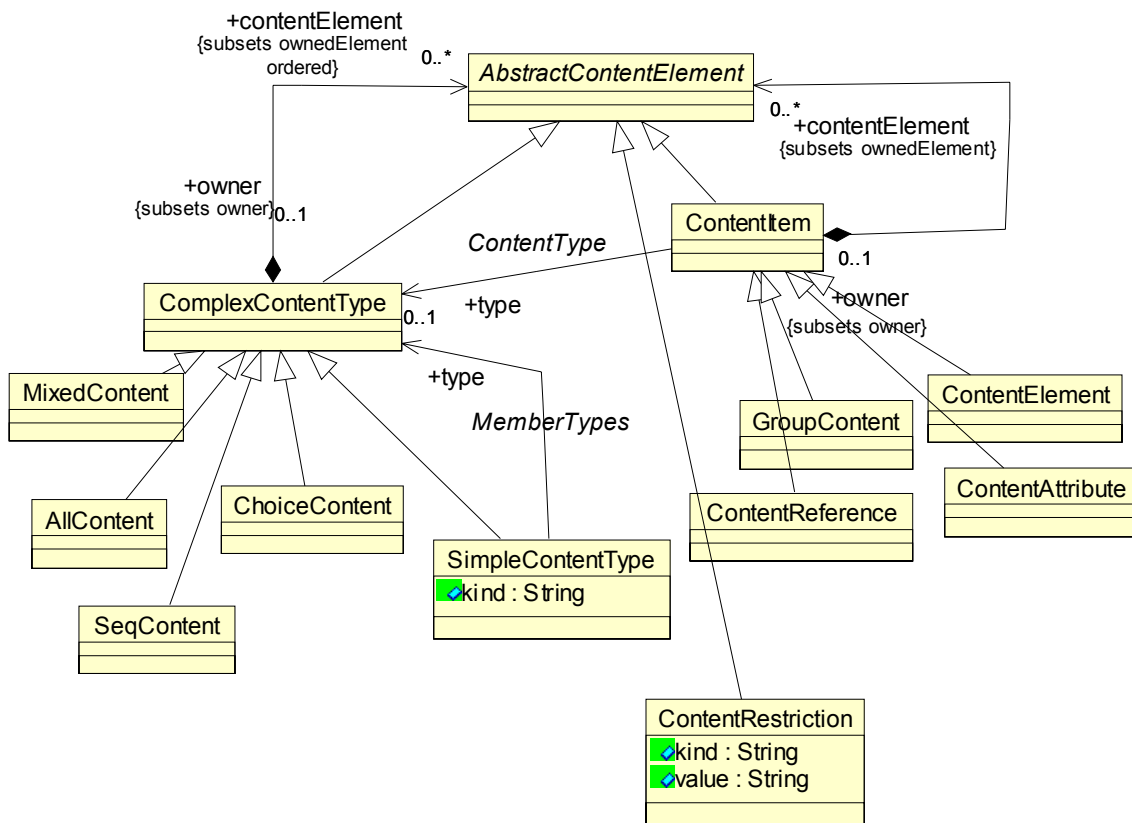 +contentElement
{subsets ownedElement
ordered}
0..*
AbstractContentElement
0..*
+contentElement
{subsets ownedElement}
+owner
{subsets owner}
0..1
ContentItem
0..1
ContentType
+type
+owner
{subsets owner}
ComplexContentType
0..1
+type
MemberTypes
MixedContent
ContentElement
GroupContent
ContentAttribute
AllContent
ChoiceContent
ContentReference
SimpleContentType
kind : String
SeqContent
ContentRestriction
kind : String
value : String